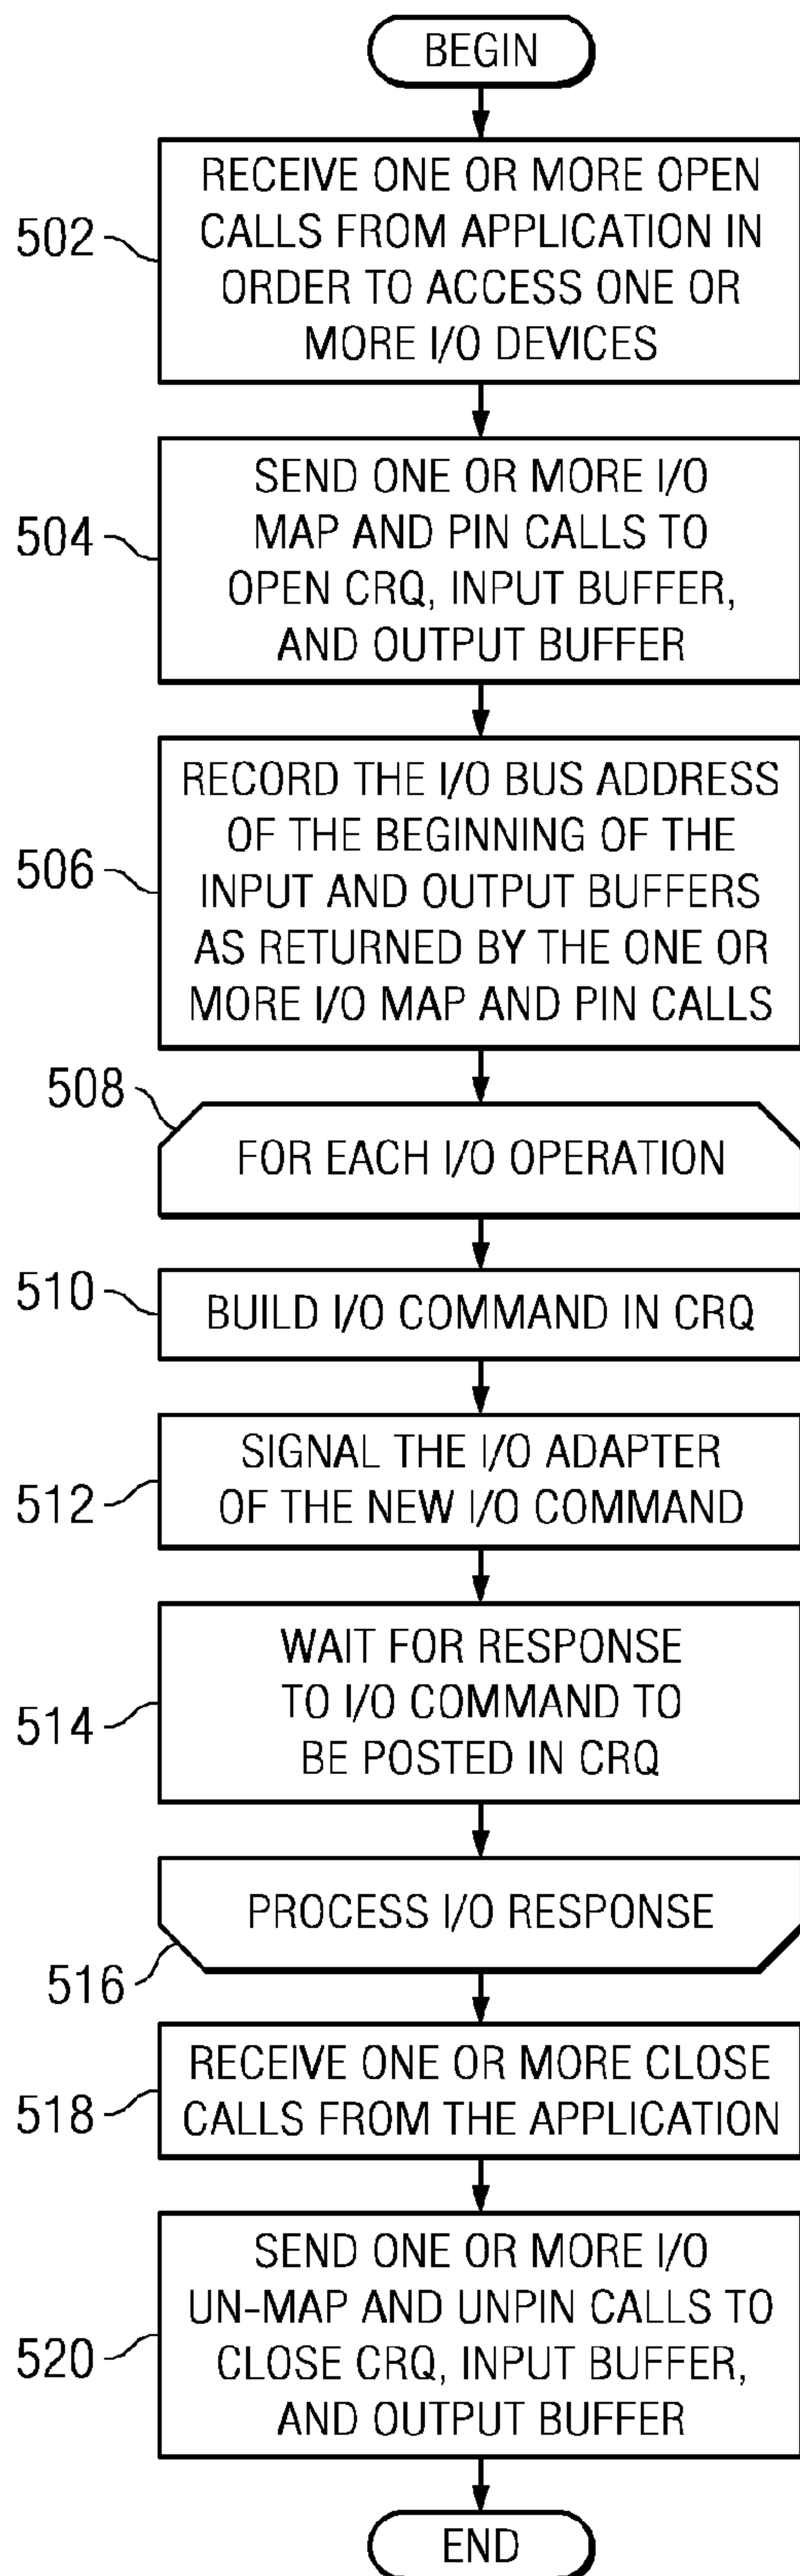 BEGIN
502
RECEIVE ONE OR MORE OPEN
CALLS FROM APPLICATION IN
ORDER TO ACCESS ONE OR
MORE I/O DEVICES
504
SEND ONE OR MORE I/O
MAP AND PIN CALLS TO
OPEN CRQ, INPUT BUFFER,
AND OUTPUT BUFFER
506
RECORD THE I/O BUS ADDRESS
OF THE BEGINNING OF THE
INPUT AND OUTPUT BUFFERS
AS RETURNED BY THE ONE OR
MORE I/O MAP AND PIN CALLS
508
FOR EACH I/O OPERATION
510
BUILD I/O COMMAND IN CRQ
512
SIGNAL THE I/O ADAPTER
OF THE NEW I/O COMMAND
514
WAIT FOR RESPONSE
TO I/O COMMAND TO
BE POSTED IN CRQ
PROCESS I/O RESPONSE
516
518
RECEIVE ONE OR MORE CLOSE
CALLS FROM THE APPLICATION
520
SEND ONE OR MORE I/O
UN-MAP AND UNPIN CALLS TO
CLOSE CRQ, INPUT BUFFER,
AND OUTPUT BUFFER
END